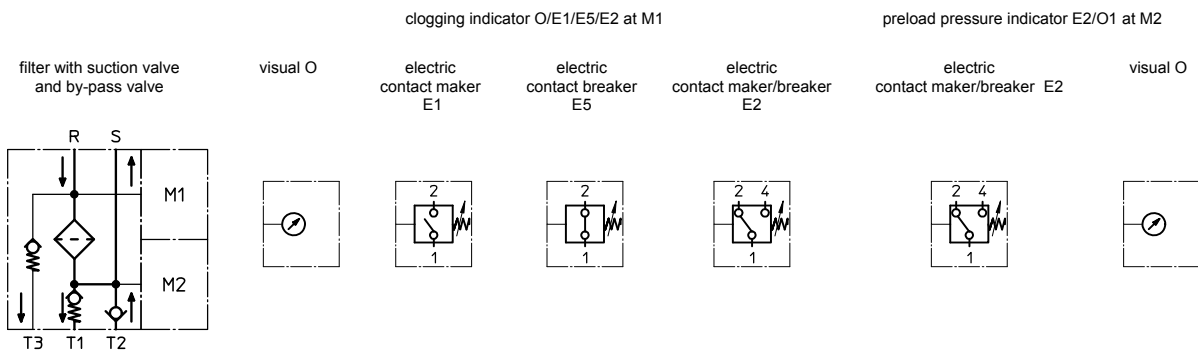 clogging indicator O/E1/E5/E2 at M1
preload pressure indicator E2/O1 at M2
filter with suction valve
and by-pass valve
visual O
electric
contact maker
E1
electric
contact breaker
E5
electric
contact maker/breaker
E2
electric
contact maker/breaker E2
visual O
R S
M1
M2
T3 T1 T2
2
1
2
1
2 4
1
2 4
1